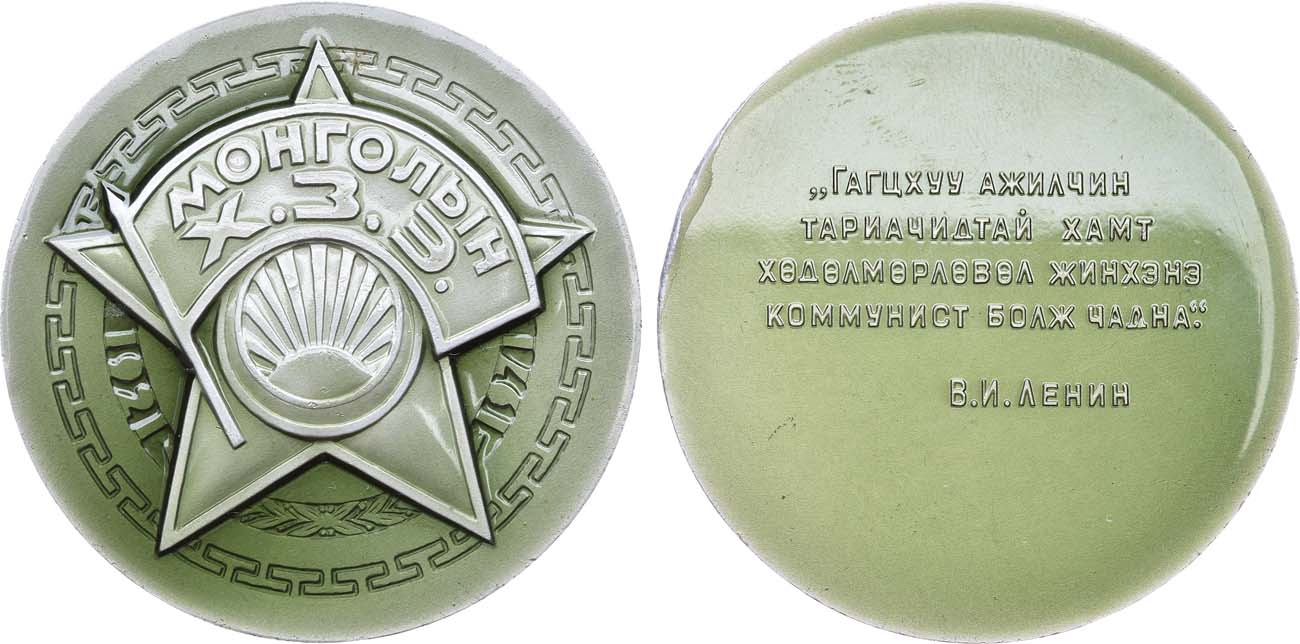 МОНГОЛЫН
Х.З.Э.
„ГАГЦХУУ АЖИЛЧИН
ТАРИАЧИДТАЙ ХАМТ
ХӨДӨЛМӨРЛӨВӨЛ ЖИНХЭНЭ
КОММУНИСТ БОЛЖ ЧАДНА“.
В.И.ЛЕНИН